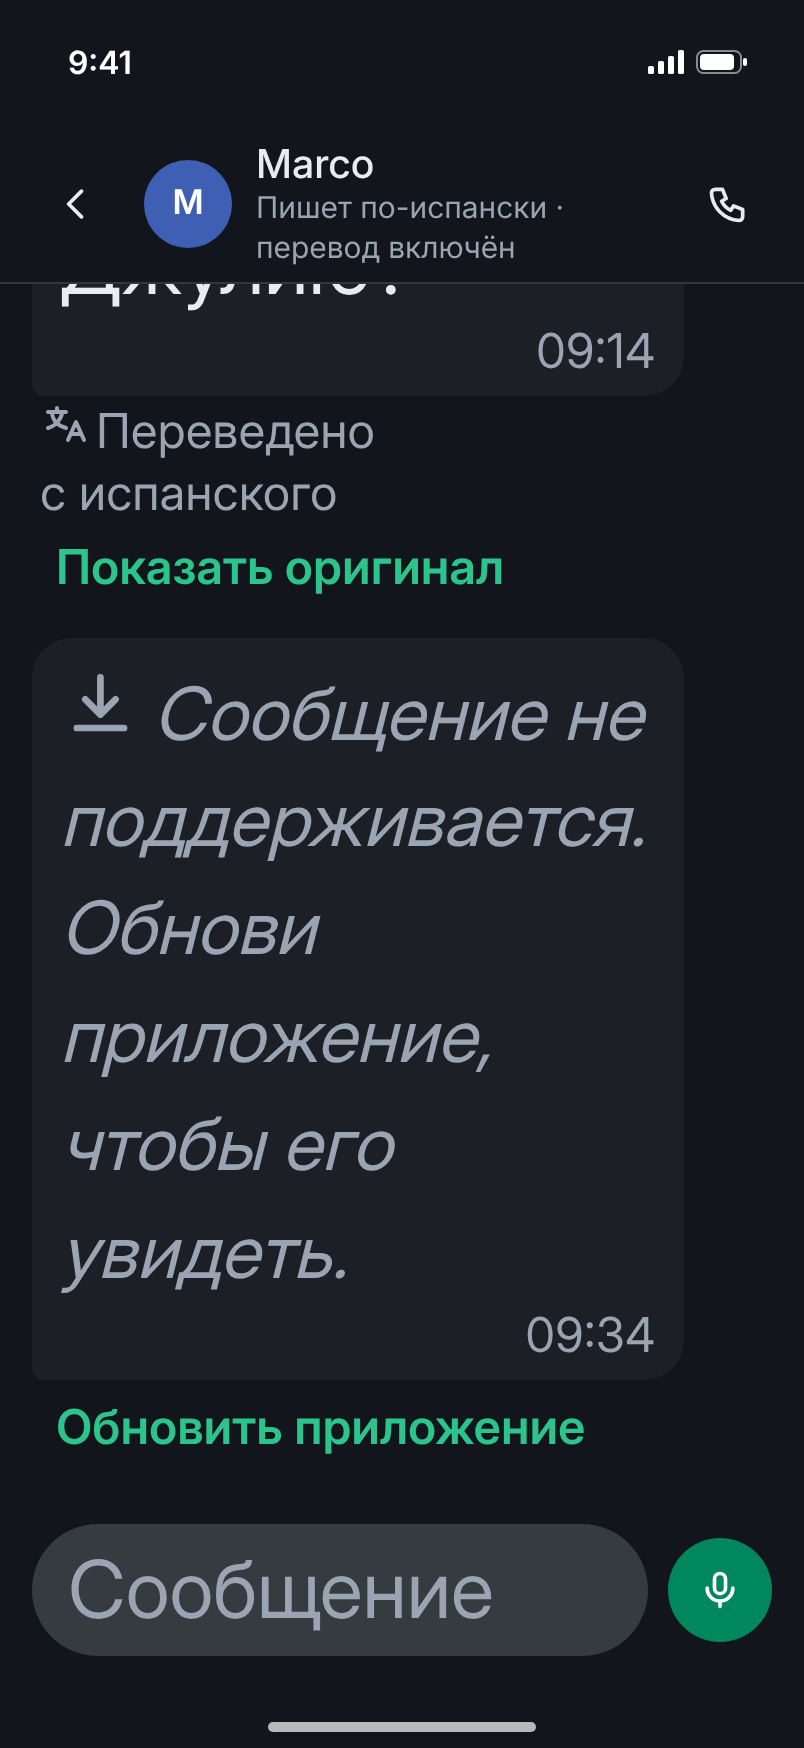 9:41
M
Marco
Пишет по-испански ·
перевод включён
09:14
Переведено
с испанского
Показать оригинал
Сообщение не
поддерживается.
Обнови
приложение,
чтобы его
увидеть.
09:34
Обновить приложение
Сообщение